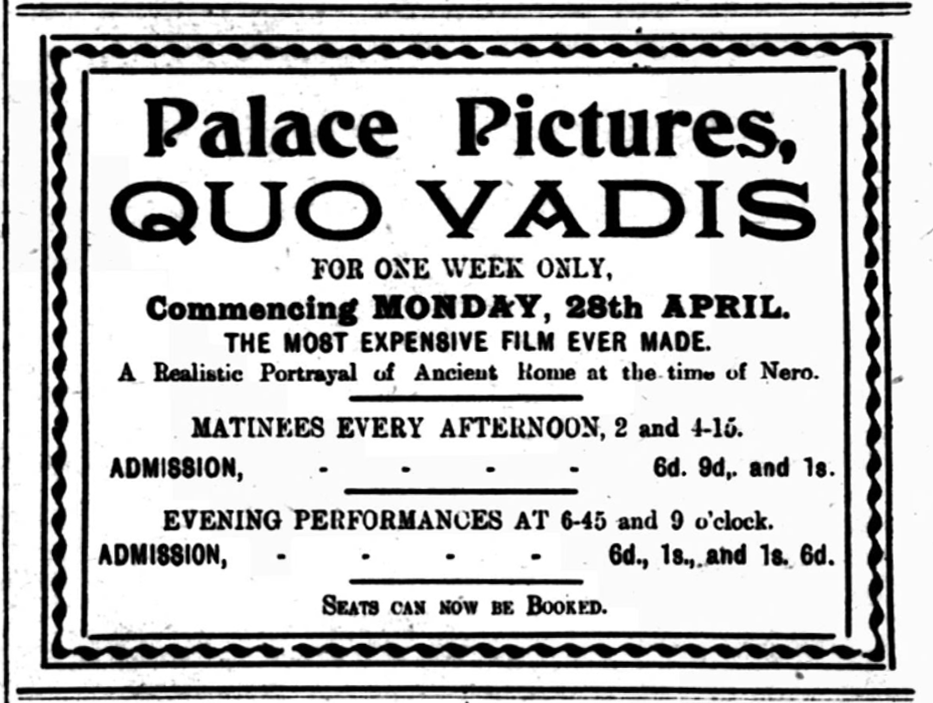 Palace Pictures,
QUO VADIS
FOR ONE WEEK ONLY,
Commencing MONDAY, 28th APRIL.
THE MOST EXPENSIVE FILM EVER MADE.
A Realistic Portrayal of Ancient Rome at the time of Nero.
MATINEES EVERY AFTERNOON, 2 and 4-15.
ADMISSION, - - - - 6d. 9d,. and 1s.
EVENING PERFORMANCES AT 6-45 and 9 o'clock.
ADMISSION, - - - - 6d., 1s., and 1s. 6d.
SEATS CAN NOW BE BOOKED.